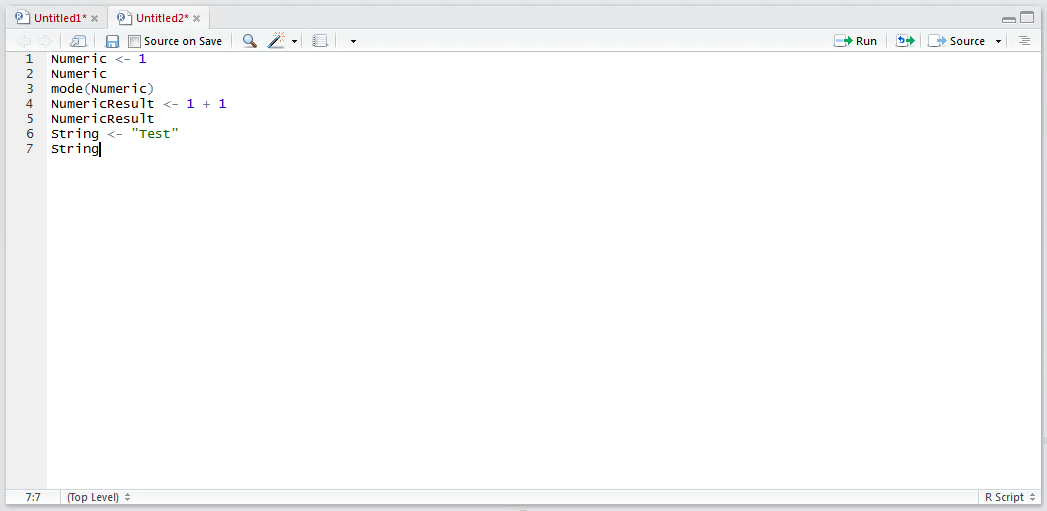 Untitled1* Untitled2*
Source on Save Run Source
1 Numeric <- 1
2 Numeric
3 mode(Numeric)
4 NumericResult <- 1 + 1
5 NumericResult
6 String <- "Test"
7 String
7:7 (Top Level) R Script